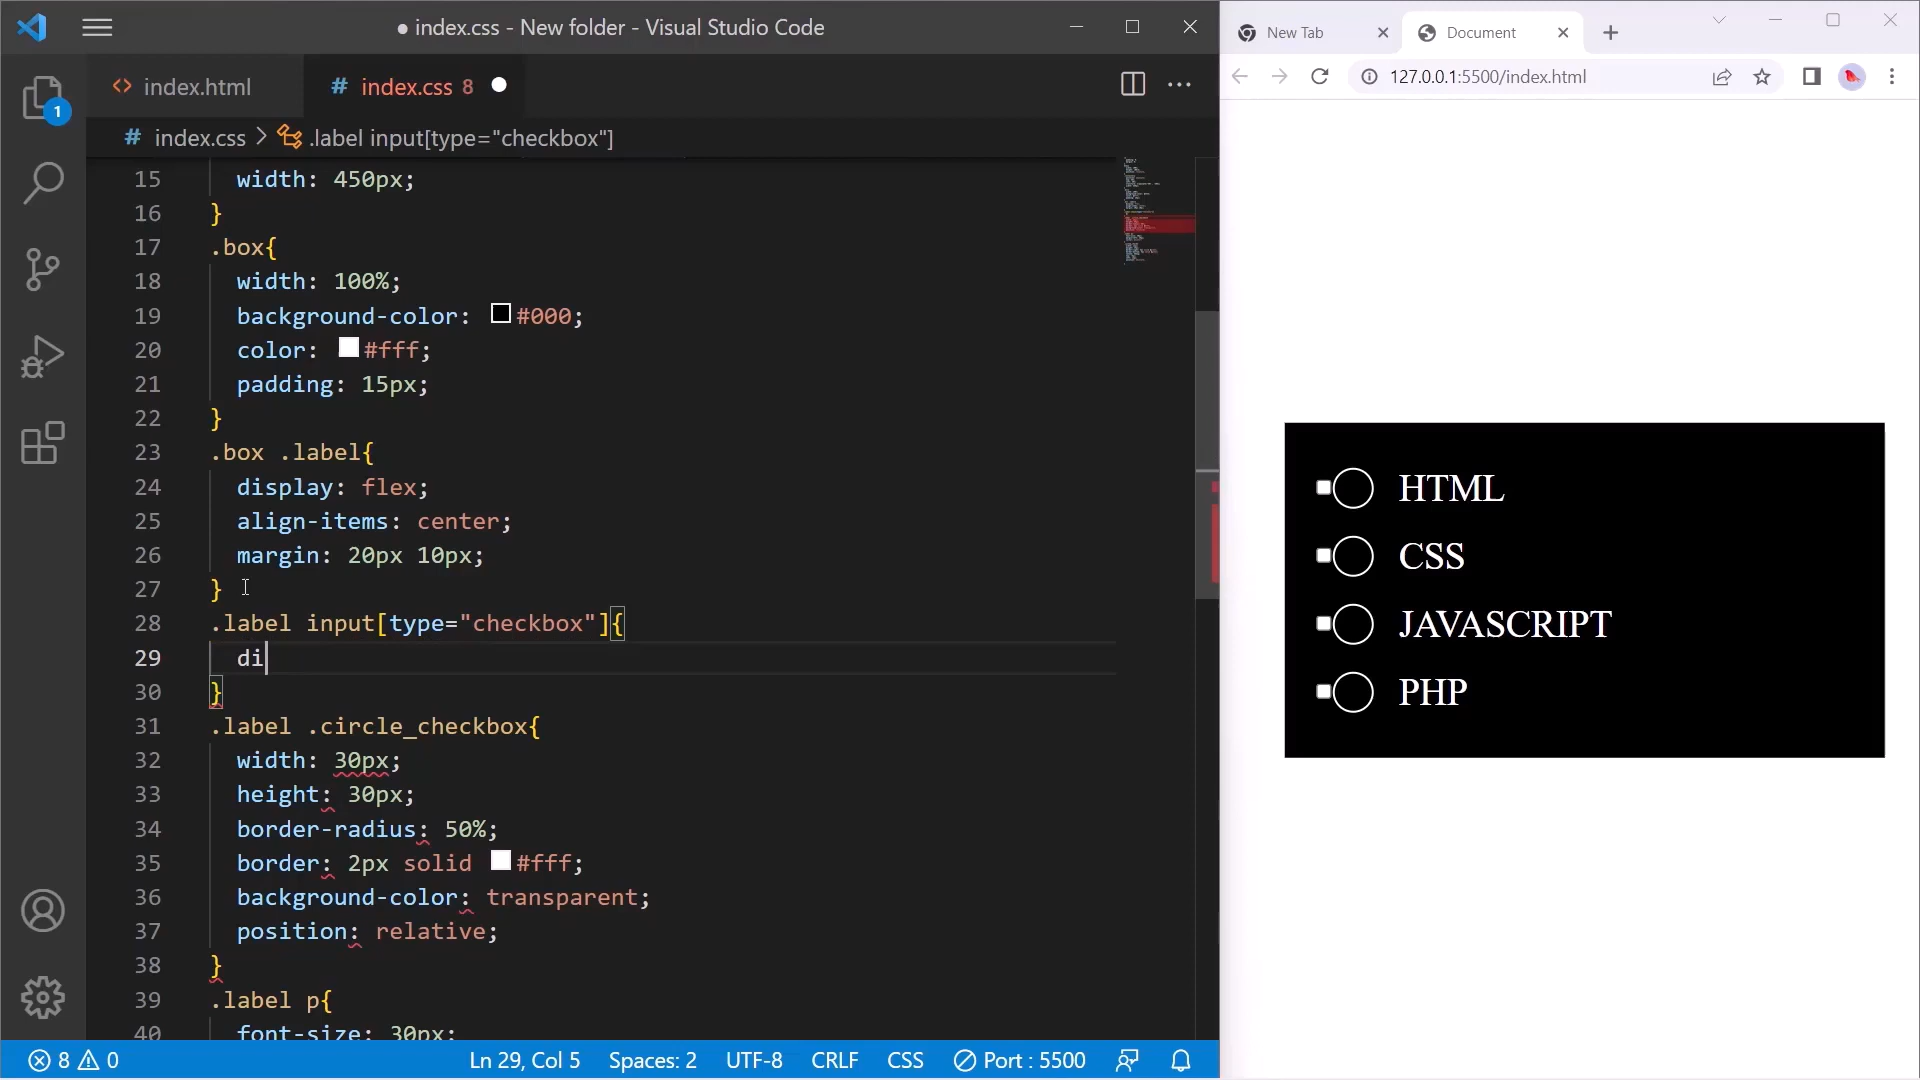 ● index.css - New folder - Visual Studio Code
index.html
# index.css 8
# index.css > .label input[type="checkbox"]
1
15 width: 450px;
16 }
17 .box{
18 width: 100%;
19 background-color: #000;
20 color: #fff;
21 padding: 15px;
22 }
23 .box .label{
24 display: flex;
25 align-items: center;
26 margin: 20px 10px;
27 }
28 .label input[type="checkbox"]{
29 di
30 }
31 .label .circle_checkbox{
32 width: 30px;
33 height: 30px;
34 border-radius: 50%;
35 border: 2px solid #fff;
36 background-color: transparent;
37 position: relative;
38 }
39 .label p{
40 font-size: 30px;
8 0 Ln 29, Col 5 Spaces: 2 UTF-8 CRLF CSS Port : 5500
New Tab
Document
127.0.0.1:5500/index.html
HTML
CSS
JAVASCRIPT
PHP